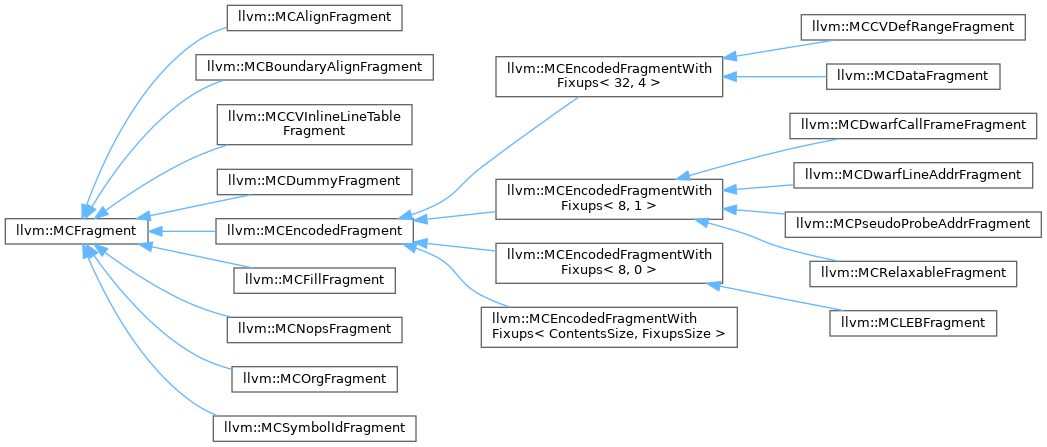 llvm::MCFragment
llvm::MCAlignFragment
llvm::MCBoundaryAlignFragment
llvm::MCCVInlineLineTable
Fragment
llvm::MCDummyFragment
llvm::MCEncodedFragment
llvm::MCFillFragment
llvm::MCNopsFragment
llvm::MCOrgFragment
llvm::MCSymbolIdFragment
llvm::MCEncodedFragmentWith
Fixups< 32, 4 >
llvm::MCEncodedFragmentWith
Fixups< 8, 1 >
llvm::MCEncodedFragmentWith
Fixups< 8, 0 >
llvm::MCEncodedFragmentWith
Fixups< ContentsSize, FixupsSize >
llvm::MCCVDefRangeFragment
llvm::MCDataFragment
llvm::MCDwarfCallFrameFragment
llvm::MCDwarfLineAddrFragment
llvm::MCPseudoProbeAddrFragment
llvm::MCRelaxableFragment
llvm::MCLEBFragment